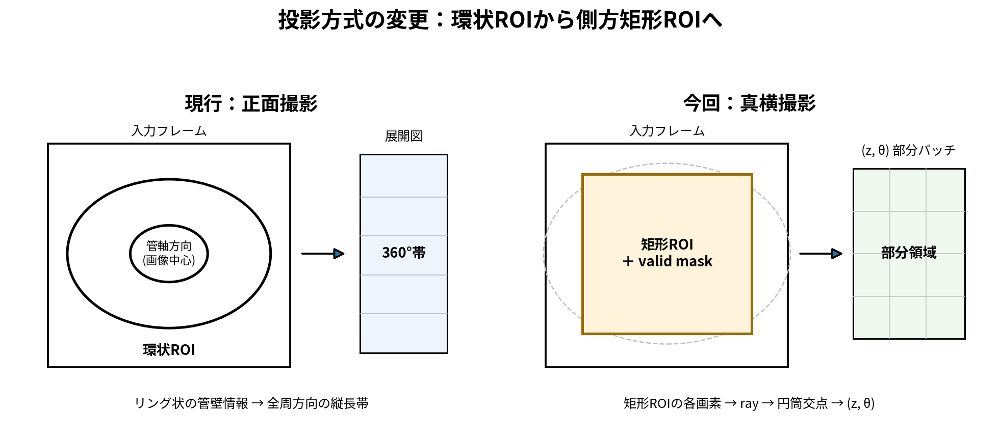 投影方式の変更：環状ROIから側方矩形ROIへ
現行：正面撮影
入力フレーム
展開図
管軸方向
(画像中心)
360°帯
環状ROI
リング状の管壁情報 → 全周方向の縦長帯
今回：真横撮影
入力フレーム
(z, θ) 部分パッチ
矩形ROI
＋ valid mask
部分領域
矩形ROIの各画素 → ray → 円筒交点 → (z, θ)